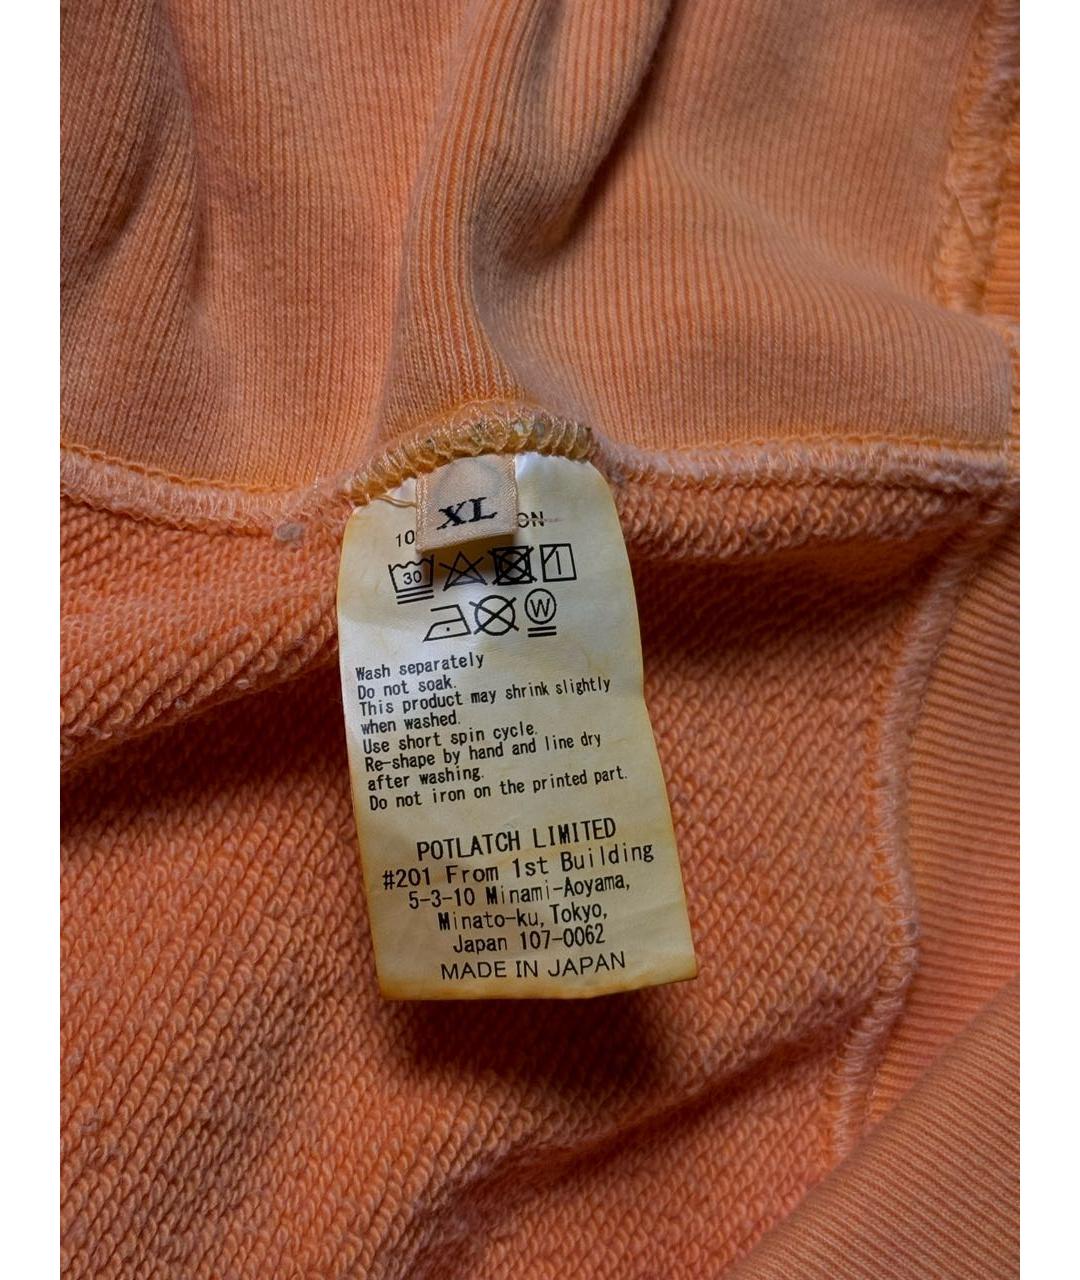 XL
30
W
Wash separately
Do not soak.
This product may shrink slightly
when washed.
Use short spin cycle.
Re-shape by hand and line dry
after washing.
Do not iron on the printed part.
POTLATCH LIMITED
#201 From 1st Building
5-3-10 Minami-Aoyama,
Minato-ku, Tokyo,
Japan 107-0062
MADE IN JAPAN